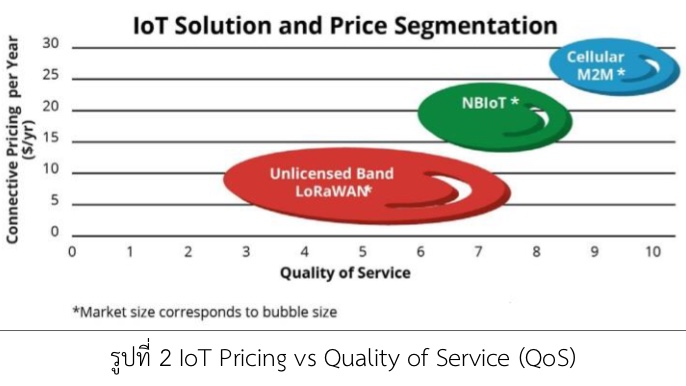 IoT Solution and Price Segmentation
Connective Pricing per Year
($/yr)
30
25
20
15
10
5
0
Cellular
M2M *
NBIoT *
Unlicensed Band
LoRaWAN*
0 1 2 3 4 5 6 7 8 9 10
Quality of Service
*Market size corresponds to bubble size
รูปที่ 2 IoT Pricing vs Quality of Service (QoS)